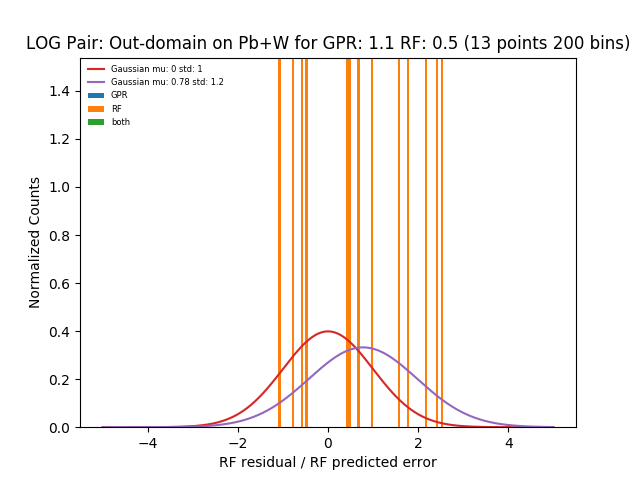 LOG Pair: Out-domain on Pb+W for GPR: 1.1 RF: 0.5 (13 points 200 bins)
Gaussian mu: 0 std: 1
Gaussian mu: 0.78 std: 1.2
GPR
RF
both
1.4
1.2
1.0
0.8
0.6
0.4
0.2
0.0
Normalized Counts
−4
−2
0
2
4
RF residual / RF predicted error